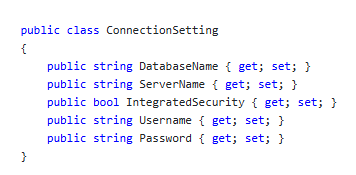 public class ConnectionSetting
{
    public string DatabaseName { get; set; }
    public string ServerName { get; set; }
    public bool IntegratedSecurity { get; set; }
    public string Username { get; set; }
    public string Password { get; set; }
}